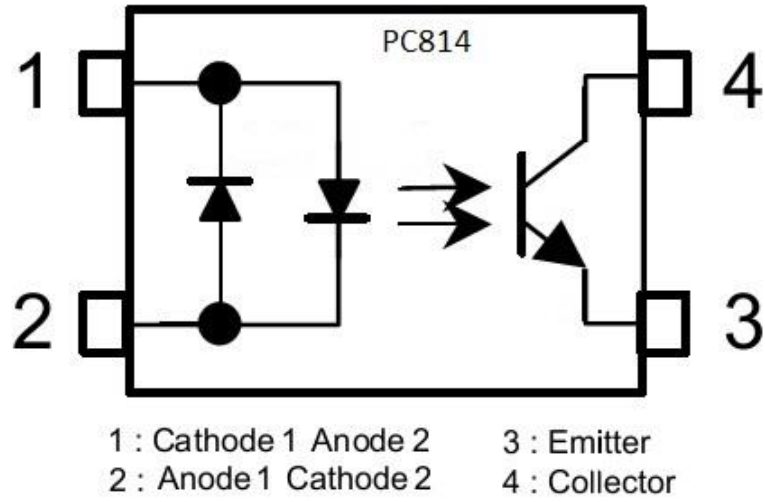 PC814
1 4
2 3
1 : Cathode 1 Anode 2 3 : Emitter
2 : Anode 1 Cathode 2 4 : Collector